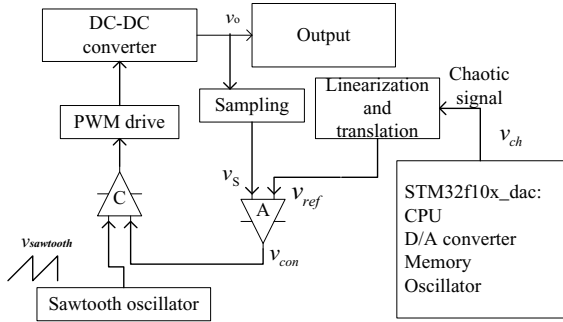 DC-DC
converter
vo
Output
Sampling
Linearization
and
translation
Chaotic
signal
vch
PWM drive
C
vS
A
vref
STM32f10x_dac:
CPU
D/A converter
Memory
Oscillator
vsawtooth
vcon
Sawtooth oscillator